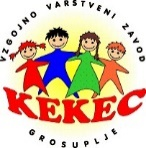 VZGOJNO VARSTVENI ZAVOD
KEKEC
GROSUPLJE